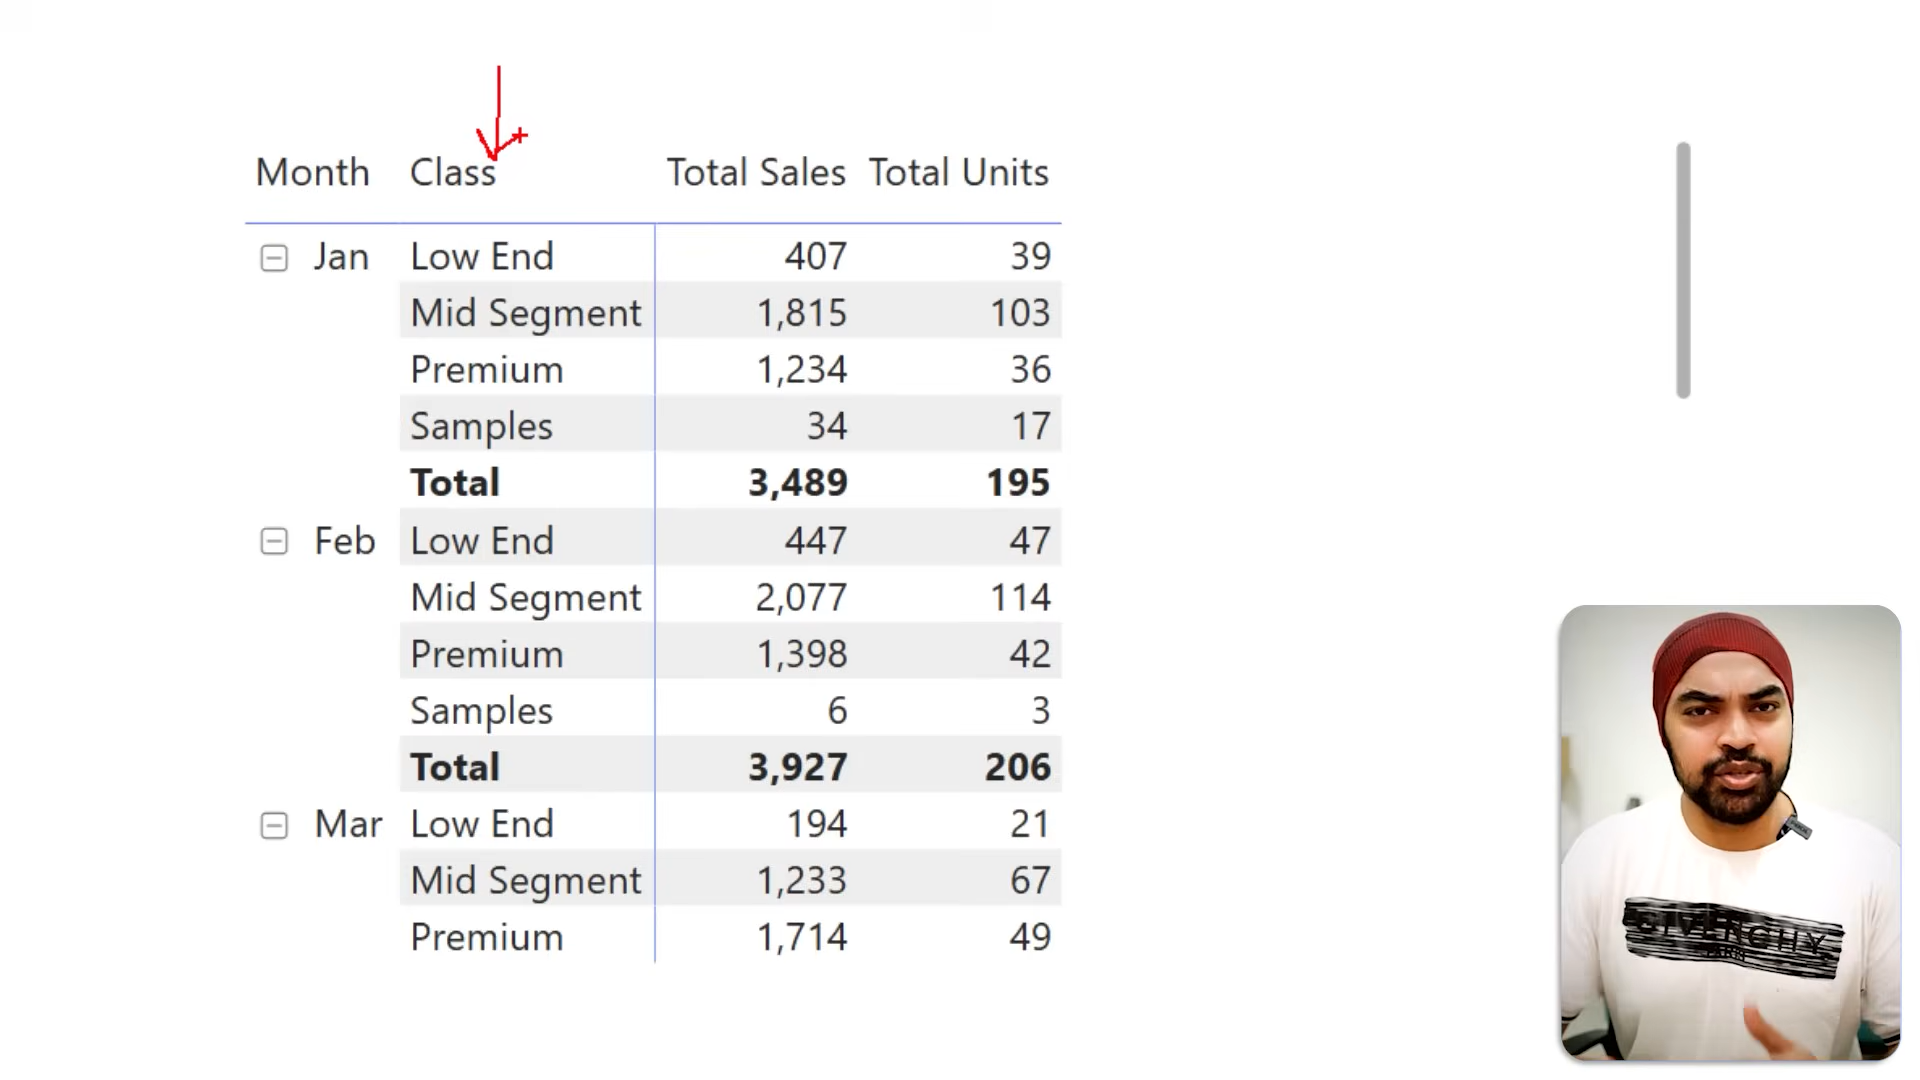 Month Class Total Sales Total Units
Jan Low End 407 39
Mid Segment 1,815 103
Premium 1,234 36
Samples 34 17
Total 3,489 195
Feb Low End 447 47
Mid Segment 2,077 114
Premium 1,398 42
Samples 6 3
Total 3,927 206
Mar Low End 194 21
Mid Segment 1,233 67
Premium 1,714 49
GIVENCHY
PARIS